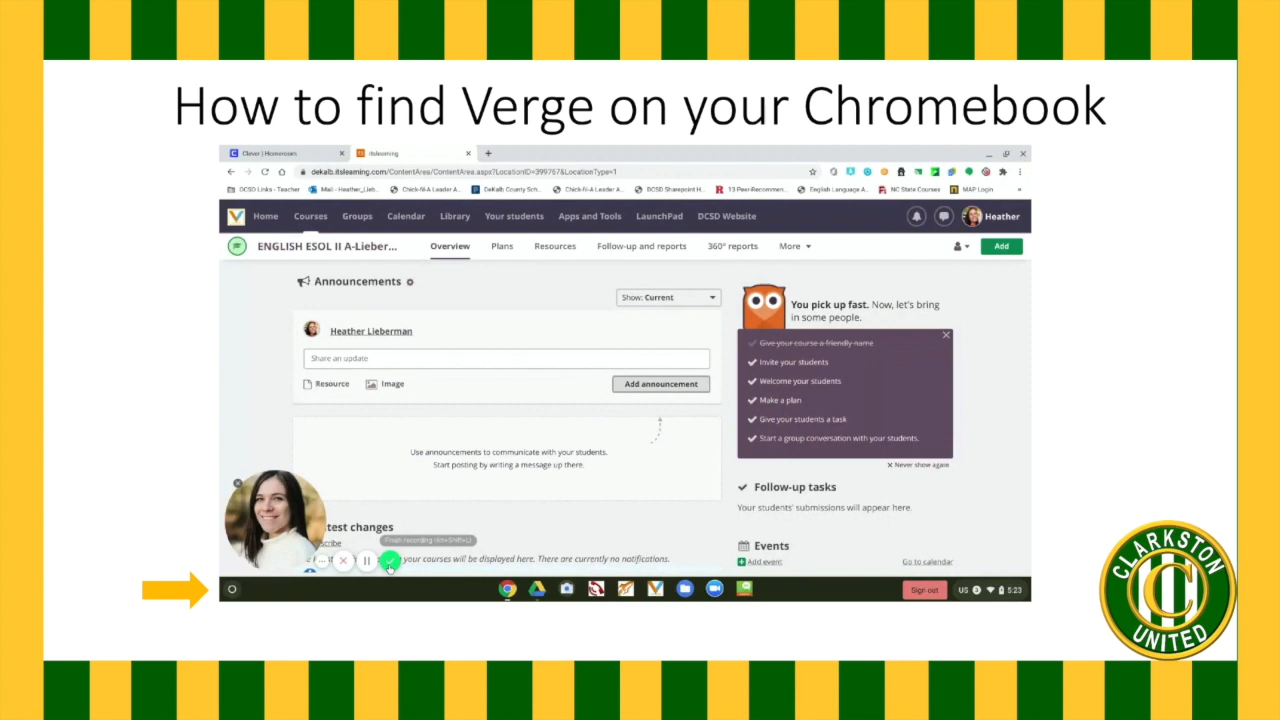 How to find Verge on your Chromebook
Clever | Homeroom
itslearning
dekalb.itslearning.com/ContentArea/ContentArea.aspx?LocationID=399767&LocationType=1
DCSD Links - Teacher
Mail - Heather_Lieb...
Chick-fil-A Leader A...
DeKalb County Sch...
Chick-fil-A Leader A...
DCSD Sharepoint H...
13 Peer-Recommen...
English Language A...
NC State Courses
MAP Login
Home Courses Groups Calendar Library Your students Apps and Tools LaunchPad DCSD Website Heather
ENGLISH ESOL II A-Lieber... Overview Plans Resources Follow-up and reports 360° reports More Add
Announcements
Show: Current
Heather Lieberman
Share an update
Resource Image Add announcement
Use announcements to communicate with your students.
Start posting by writing a message up there.
You pick up fast. Now, let's bring
in some people.
Give your course a friendly name
Invite your students
Welcome your students
Make a plan
Give your students a task
Start a group conversation with your students.
Never show again
Follow-up tasks
Your students' submissions will appear here.
test changes
scribe
Finish recording (Alt+Shift+L)
your courses will be displayed here. There are currently no notifications.
Events
Add event Go to calendar
Sign out US 3 5:23
CLARKSTON
C
UNITED